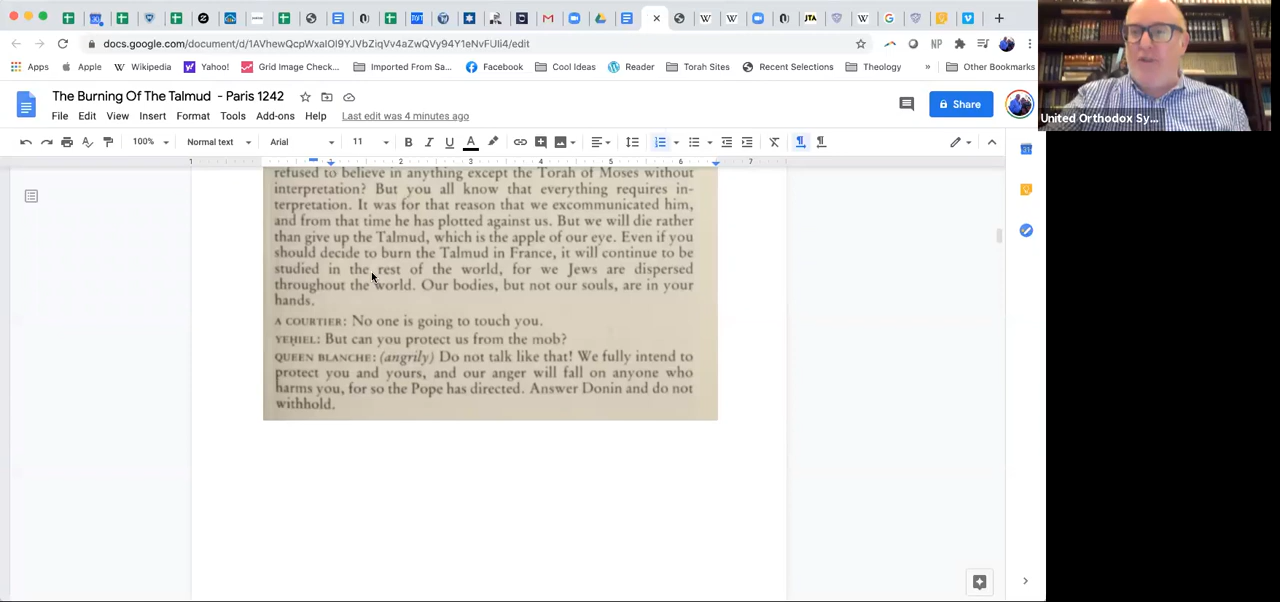 docs.google.com/document/d/1AVhewQcpWxaIOI9YJVbZiqVv4aZwQVy94Y1eNvFUIi4/edit
Apps Apple Wikipedia Yahoo! Grid Image Check... Imported From Sa... Facebook Cool Ideas Reader Torah Sites Recent Selections Theology » Other Bookmarks
United Orthodox Sy...
The Burning Of The Talmud - Paris 1242
Share
File Edit View Insert Format Tools Add-ons Help Last edit was 4 minutes ago
100% Normal text Arial 11
1 2 3 4 5 6 7
refused to believe in anything except the Torah of Moses without
interpretation? But you all know that everything requires in-
terpretation. It was for that reason that we excommunicated him,
and from that time he has plotted against us. But we will die rather
than give up the Talmud, which is the apple of our eye. Even if you
should decide to burn the Talmud in France, it will continue to be
studied in the rest of the world, for we Jews are dispersed
throughout the world. Our bodies, but not our souls, are in your
hands.
A COURTIER: No one is going to touch you.
YEḤIEL: But can you protect us from the mob?
QUEEN BLANCHE: (angrily) Do not talk like that! We fully intend to
protect you and yours, and our anger will fall on anyone who
harms you, for so the Pope has directed. Answer Donin and do not
withhold.